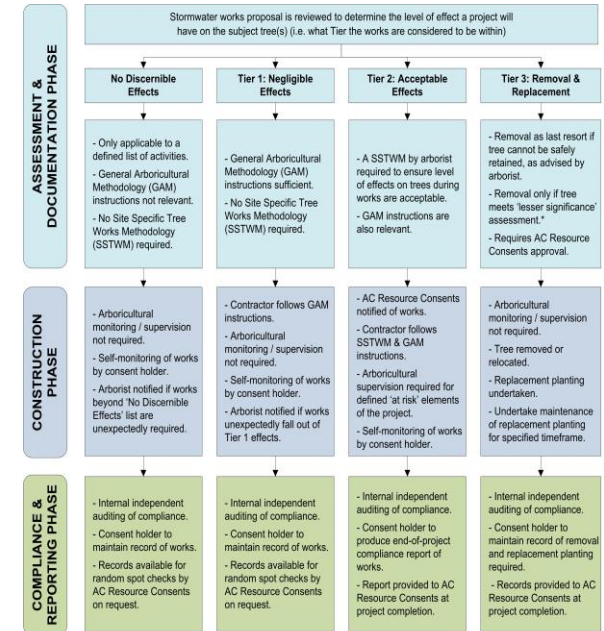 Stormwater works proposal is reviewed to determine the level of effect a project will
have on the subject tree(s) (i.e. what Tier the works are considered to be within)
ASSESSMENT &
DOCUMENTATION PHASE
No Discernible
Effects
Tier 1: Negligible
Effects
Tier 2: Acceptable
Effects
Tier 3: Removal &
Replacement
- Only applicable to a
defined list of activities.
- General Arboricultural
Methodology (GAM)
instructions not relevant.
- No Site Specific Tree
Works Methodology
(SSTWM) required.
- General Arboricultural
Methodology (GAM)
instructions sufficient.
- No Site Specific Tree
Works Methodology
(SSTWM) required.
- A SSTWM by arborist
required to ensure level
of effects on trees during
works are acceptable.
- GAM instructions are
also relevant.
- Removal as last resort if
tree cannot be safely
retained, as advised by
arborist.
- Removal only if tree
meets 'lesser significance'
assessment.*
- Requires AC Resource
Consents approval.
CONSTRUCTION
PHASE
- Arboricultural
monitoring / supervision
not required.
- Self-monitoring of works
by consent holder.
- Arborist notified if works
beyond 'No Discernible
Effects' list are
unexpectedly required.
- Contractor follows GAM
instructions.
- Arboricultural
monitoring / supervision
not required.
- Self-monitoring of works
by consent holder.
- Arborist notified if works
unexpectedly fall out of
Tier 1 effects.
- AC Resource Consents
notified of works.
- Contractor follows
SSTWM & GAM
instructions.
- Arboricultural
supervision required for
defined 'at risk' elements
of the project.
- Self-monitoring of works
by consent holder.
- Arboricultural
monitoring / supervision
not required.
- Tree removed or
relocated.
- Replacement planting
undertaken.
- Undertake maintenance
of replacement planting
for specified timeframe.
COMPLIANCE &
REPORTING PHASE
- Internal independent
auditing of compliance.
- Consent holder to
maintain record of works.
- Records available for
random spot checks by
AC Resource Consents
on request.
- Internal independent
auditing of compliance.
- Consent holder to
maintain record of works.
- Records available for
random spot checks by
AC Resource Consents
on request.
- Internal independent
auditing of compliance.
- Consent holder to
produce end-of-project
compliance report of
works.
- Report provided to AC
Resource Consents at
project completion.
- Internal independent
auditing of compliance.
- Consent holder to
maintain record of removal
and replacement planting
required.
- Records provided to AC
Resource Consents at
project completion.